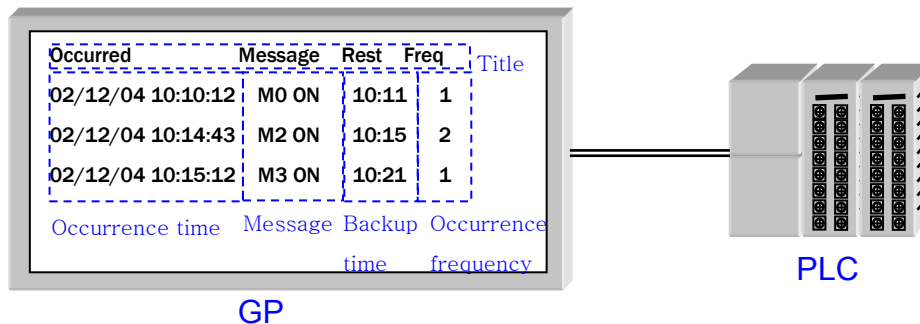 Occurred Message Rest Freq Title
02/12/04 10:10:12 M0 ON 10:11 1
02/12/04 10:14:43 M2 ON 10:15 2
02/12/04 10:15:12 M3 ON 10:21 1
Occurrence time Message Backup Occurrence
time frequency
PLC
GP